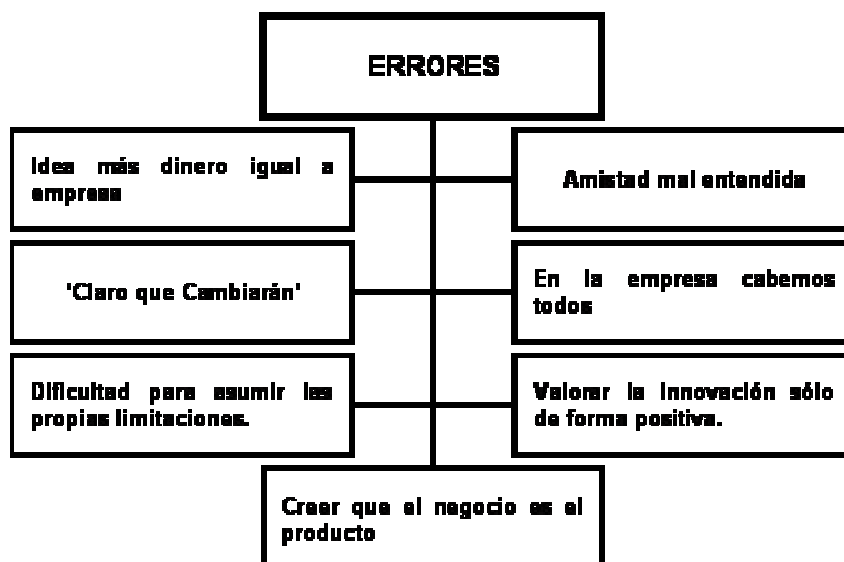 ERRORES
Idea más dinero igual a
empresa
Amistad mal entendida
'Claro que Cambiarán'
En la empresa cabemos
todos
Dificultad para asumir las
propias limitaciones.
Valorar la innovación sólo
de forma positiva.
Creer que el negocio es el
producto